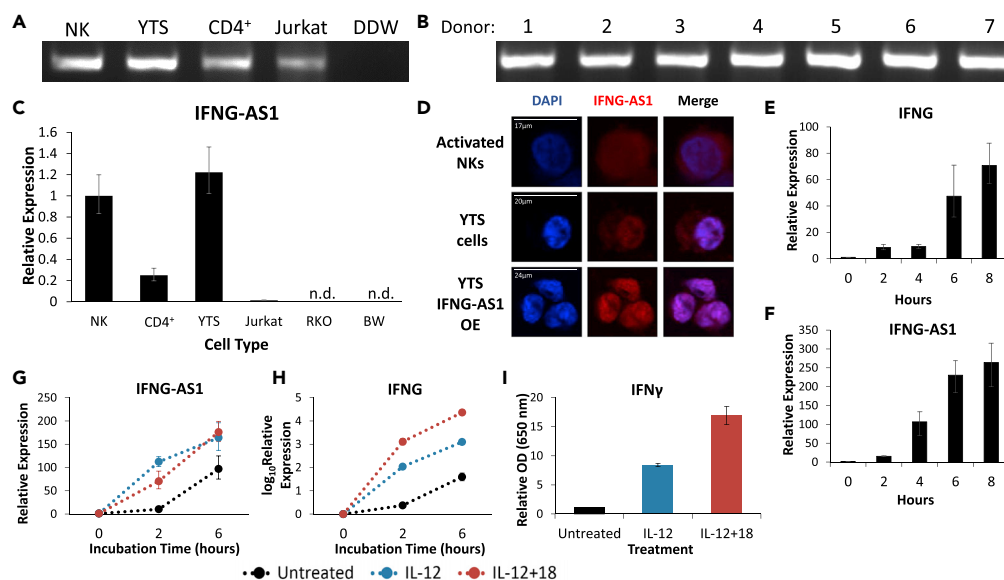 A
NK YTS CD4⁺ Jurkat DDW
B
Donor: 1 2 3 4 5 6 7
C
IFNG-AS1
Relative Expression
1.6
1.4
1.2
1
0.8
0.6
0.4
0.2
0
n.d. n.d.
NK CD4⁺ YTS Jurkat RKO BW
Cell Type
D
DAPI IFNG-AS1 Merge
Activated
NKs
17µm
YTS
cells
20µm
YTS
IFNG-AS1
OE
24µm
E
IFNG
Relative Expression
100
80
60
40
20
0
0 2 4 6 8
Hours
F
IFNG-AS1
Relative Expression
350
300
250
200
150
100
50
0
0 2 4 6 8
Hours
G
IFNG-AS1
Relative Expression
250
200
150
100
50
0
0 2 6
Incubation Time (hours)
H
IFNG
log₁₀Relative
Expression
5
4
3
2
1
0
0 2 6
Incubation Time (hours)
I
IFNγ
Relative OD (650 nm)
20
15
10
5
0
Untreated IL-12 IL-12+18
Treatment
Untreated IL-12 IL-12+18